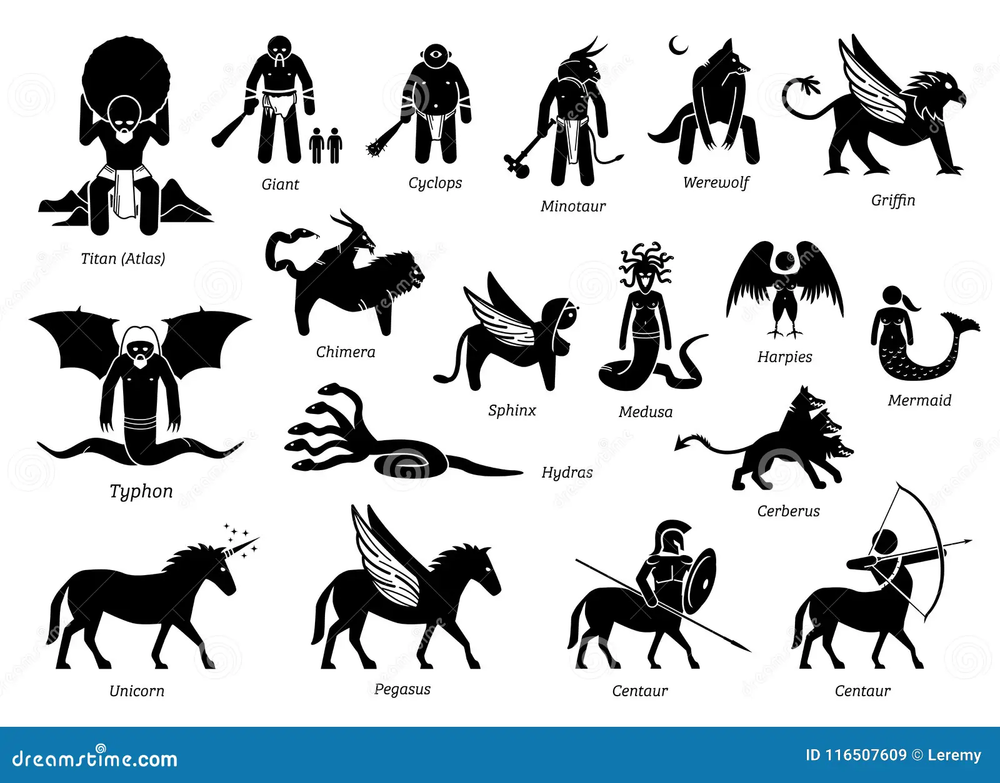 Giant
Cyclops
Minotaur
Werewolf
Griffin
Titan (Atlas)
Chimera
Sphinx
Medusa
Harpies
Mermaid
Typhon
Hydras
Cerberus
Unicorn
Pegasus
Centaur
Centaur
dreamstime.com
ID 116507609 © Leremy